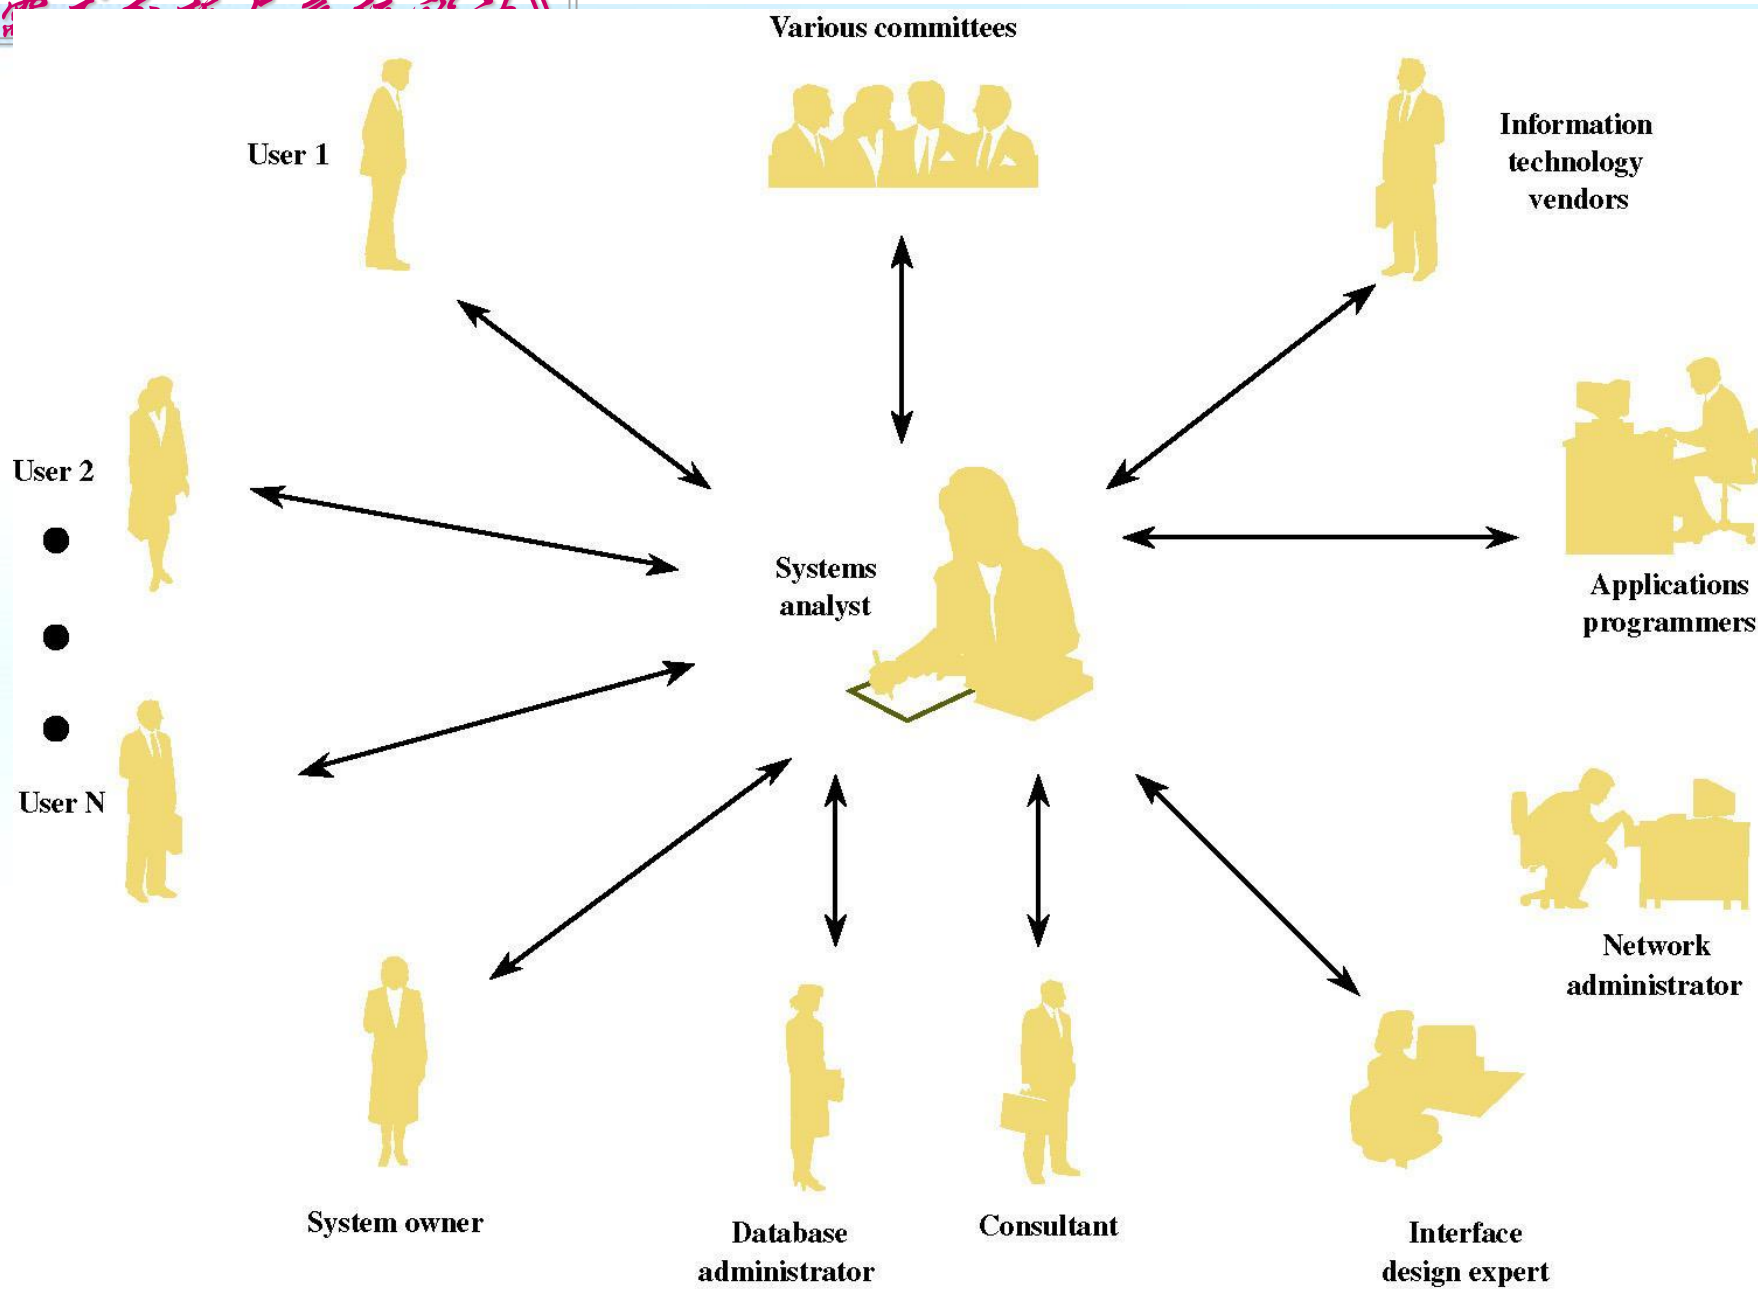 Various committees
User 1
Information
technology
vendors
User 2
Systems
analyst
Applications
programmers
User N
Network
administrator
System owner
Database
administrator
Consultant
Interface
design expert